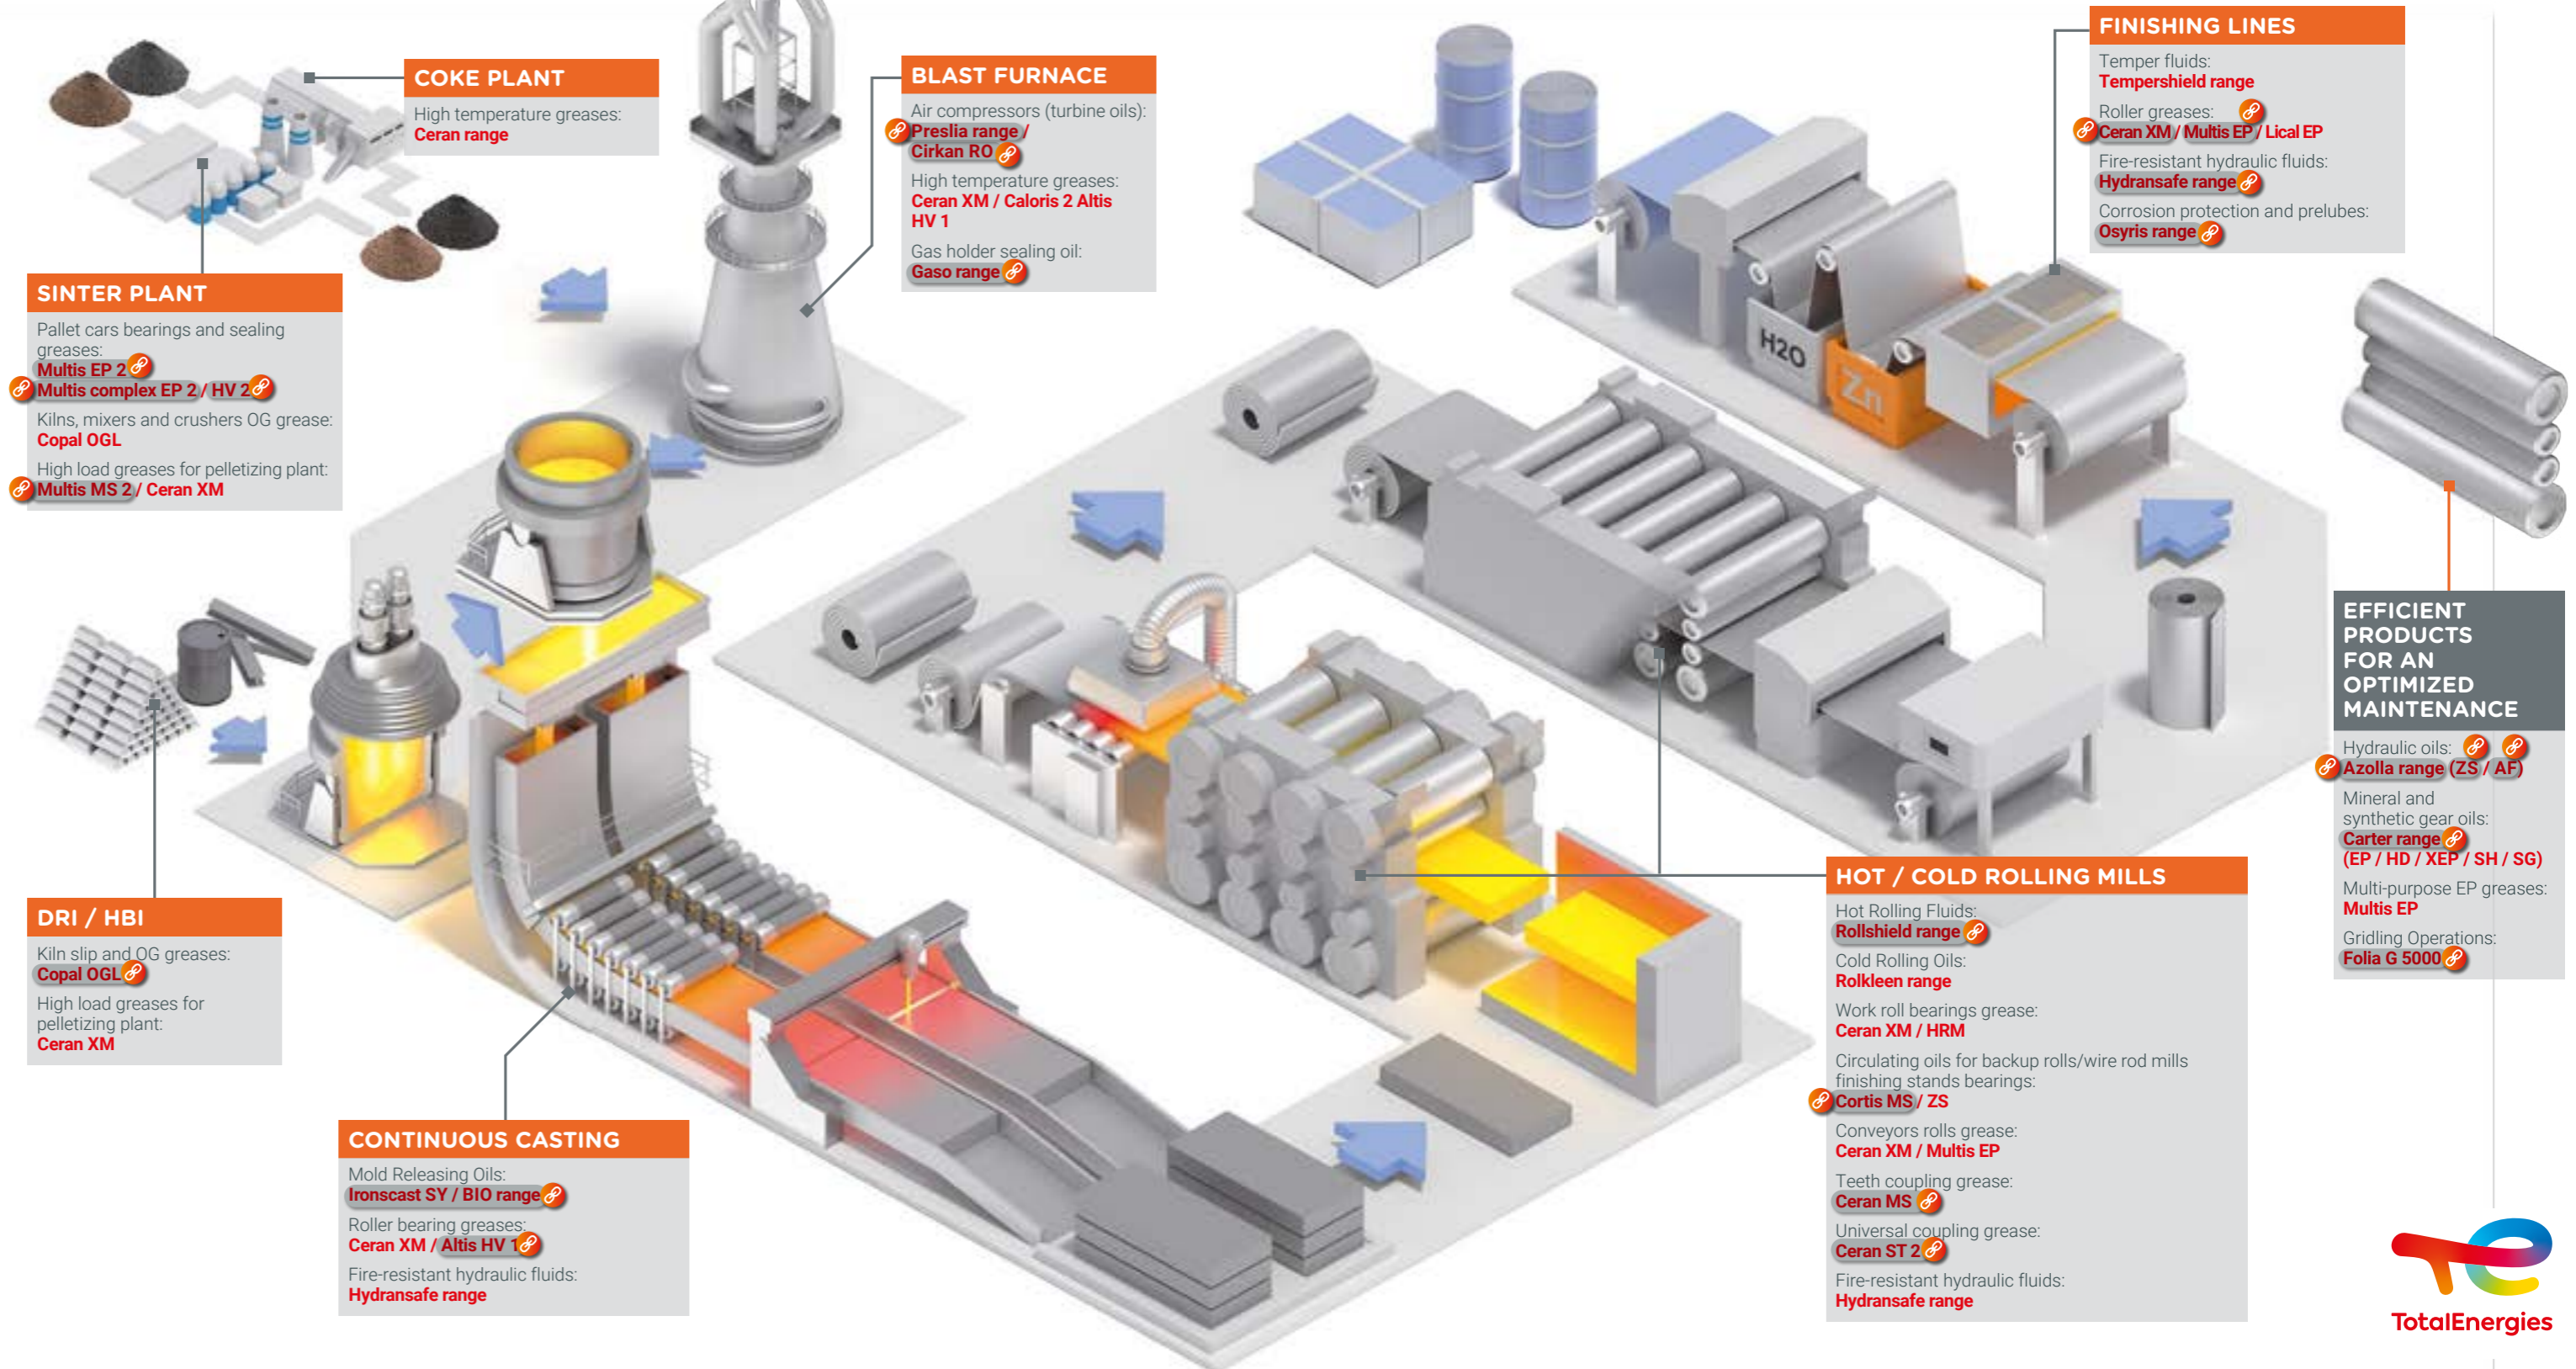 COKE PLANT
High temperature greases:
Ceran range
SINTER PLANT
Pallet cars bearings and sealing
greases:
Multis EP 2
Multis complex EP 2 / HV 2
Kilns, mixers and crushers OG grease:
Copal OGL
High load greases for pelletizing plant:
Multis MS 2 / Ceran XM
BLAST FURNACE
Air compressors (turbine oils):
Preslia range /
Cirkan RO
High temperature greases:
Ceran XM / Caloris 2 Altis
HV 1
Gas holder sealing oil:
Gaso range
FINISHING LINES
Temper fluids:
Tempershield range
Roller greases:
Ceran XM / Multis EP / Lical EP
Fire-resistant hydraulic fluids:
Hydransafe range
Corrosion protection and prelubes:
Osyris range
H2O
Zn
DRI / HBI
Kiln slip and OG greases:
Copal OGL
High load greases for
pelletizing plant:
Ceran XM
CONTINUOUS CASTING
Mold Releasing Oils:
Ironscast SY / BIO range
Roller bearing greases:
Ceran XM / Altis HV 1
Fire-resistant hydraulic fluids:
Hydransafe range
HOT / COLD ROLLING MILLS
Hot Rolling Fluids:
Rollshield range
Cold Rolling Oils:
Rolkleen range
Work roll bearings grease:
Ceran XM / HRM
Circulating oils for backup rolls/wire rod mills
finishing stands bearings:
Cortis MS / ZS
Conveyors rolls grease:
Ceran XM / Multis EP
Teeth coupling grease:
Ceran MS
Universal coupling grease:
Ceran ST 2
Fire-resistant hydraulic fluids:
Hydransafe range
EFFICIENT
PRODUCTS
FOR AN
OPTIMIZED
MAINTENANCE
Hydraulic oils:
Azolla range (ZS / AF)
Mineral and
synthetic gear oils:
Carter range
(EP / HD / XEP / SH / SG)
Multi-purpose EP greases:
Multis EP
Gridling Operations:
Folia G 5000
TotalEnergies